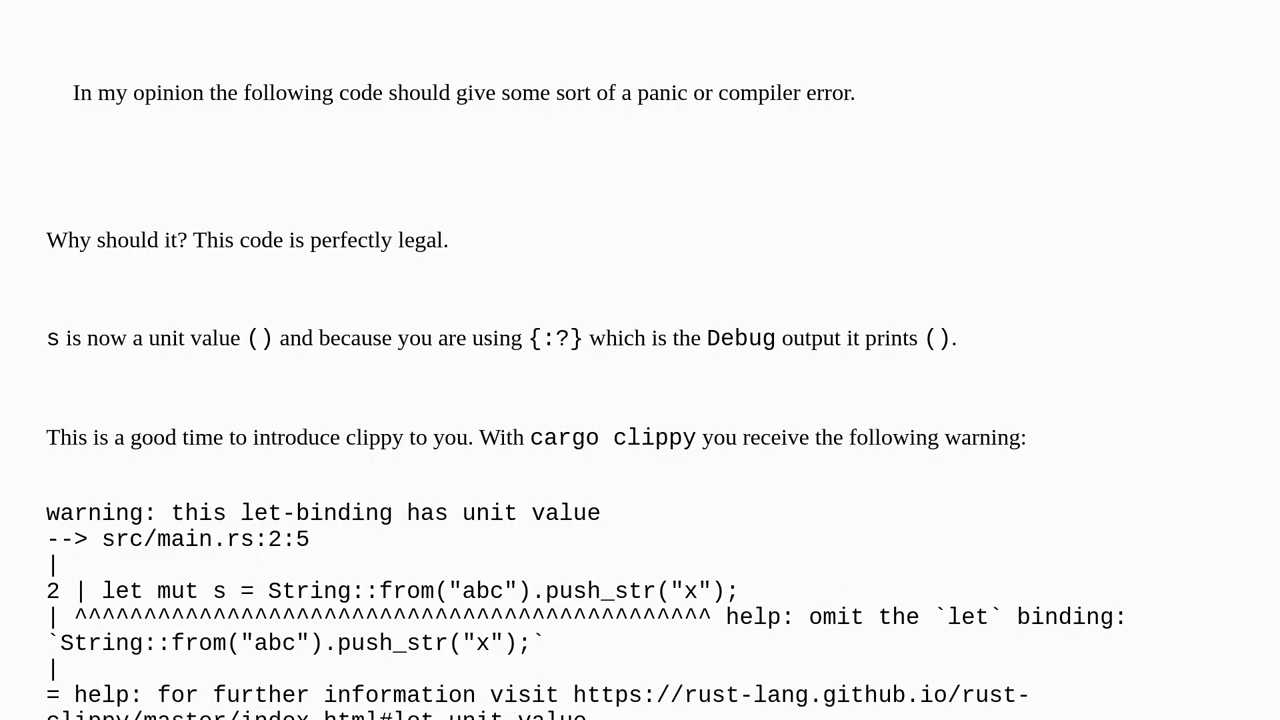 In my opinion the following code should give some sort of a panic or compiler error.
Why should it? This code is perfectly legal.
s is now a unit value () and because you are using {:?} which is the Debug output it prints ().
This is a good time to introduce clippy to you. With cargo clippy you receive the following warning:
warning: this let-binding has unit value
--> src/main.rs:2:5
|
2 | let mut s = String::from("abc").push_str("x");
| ^^^^^^^^^^^^^^^^^^^^^^^^^^^^^^^^^^^^^^^^^^^^^^ help: omit the `let` binding:
`String::from("abc").push_str("x");`
|
= help: for further information visit https://rust-lang.github.io/rust-
clippy/master/index.html#let_unit_value